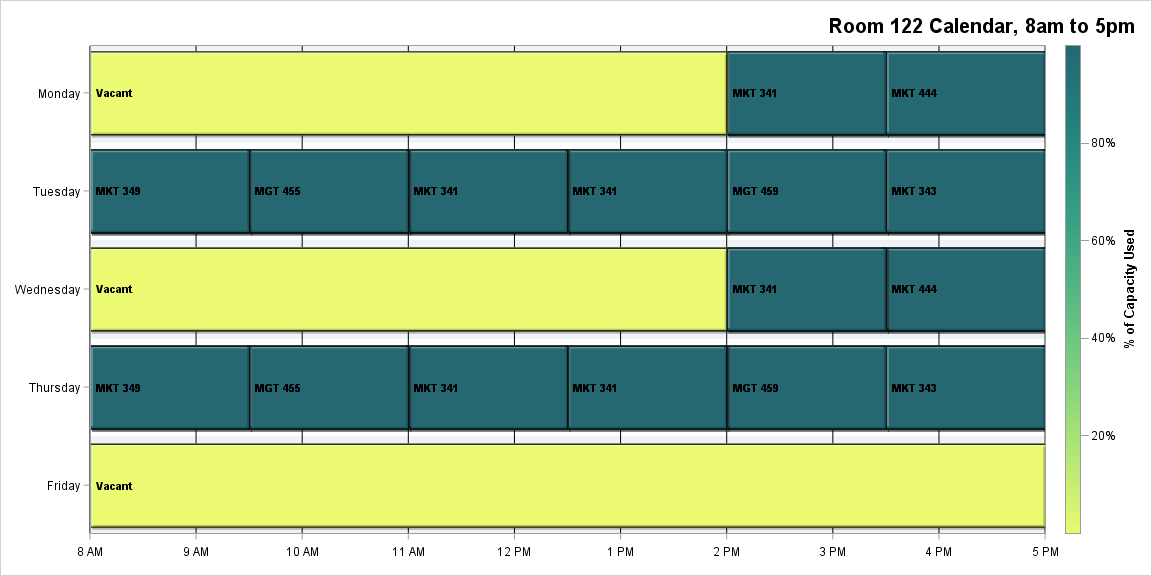 Room 122 Calendar, 8am to 5pm
Monday
Vacant
MKT 341
MKT 444
Tuesday
MKT 349
MGT 455
MKT 341
MKT 341
MGT 459
MKT 343
Wednesday
Vacant
MKT 341
MKT 444
Thursday
MKT 349
MGT 455
MKT 341
MKT 341
MGT 459
MKT 343
Friday
Vacant
8 AM
9 AM
10 AM
11 AM
12 PM
1 PM
2 PM
3 PM
4 PM
5 PM
80%
60%
40%
20%
% of Capacity Used